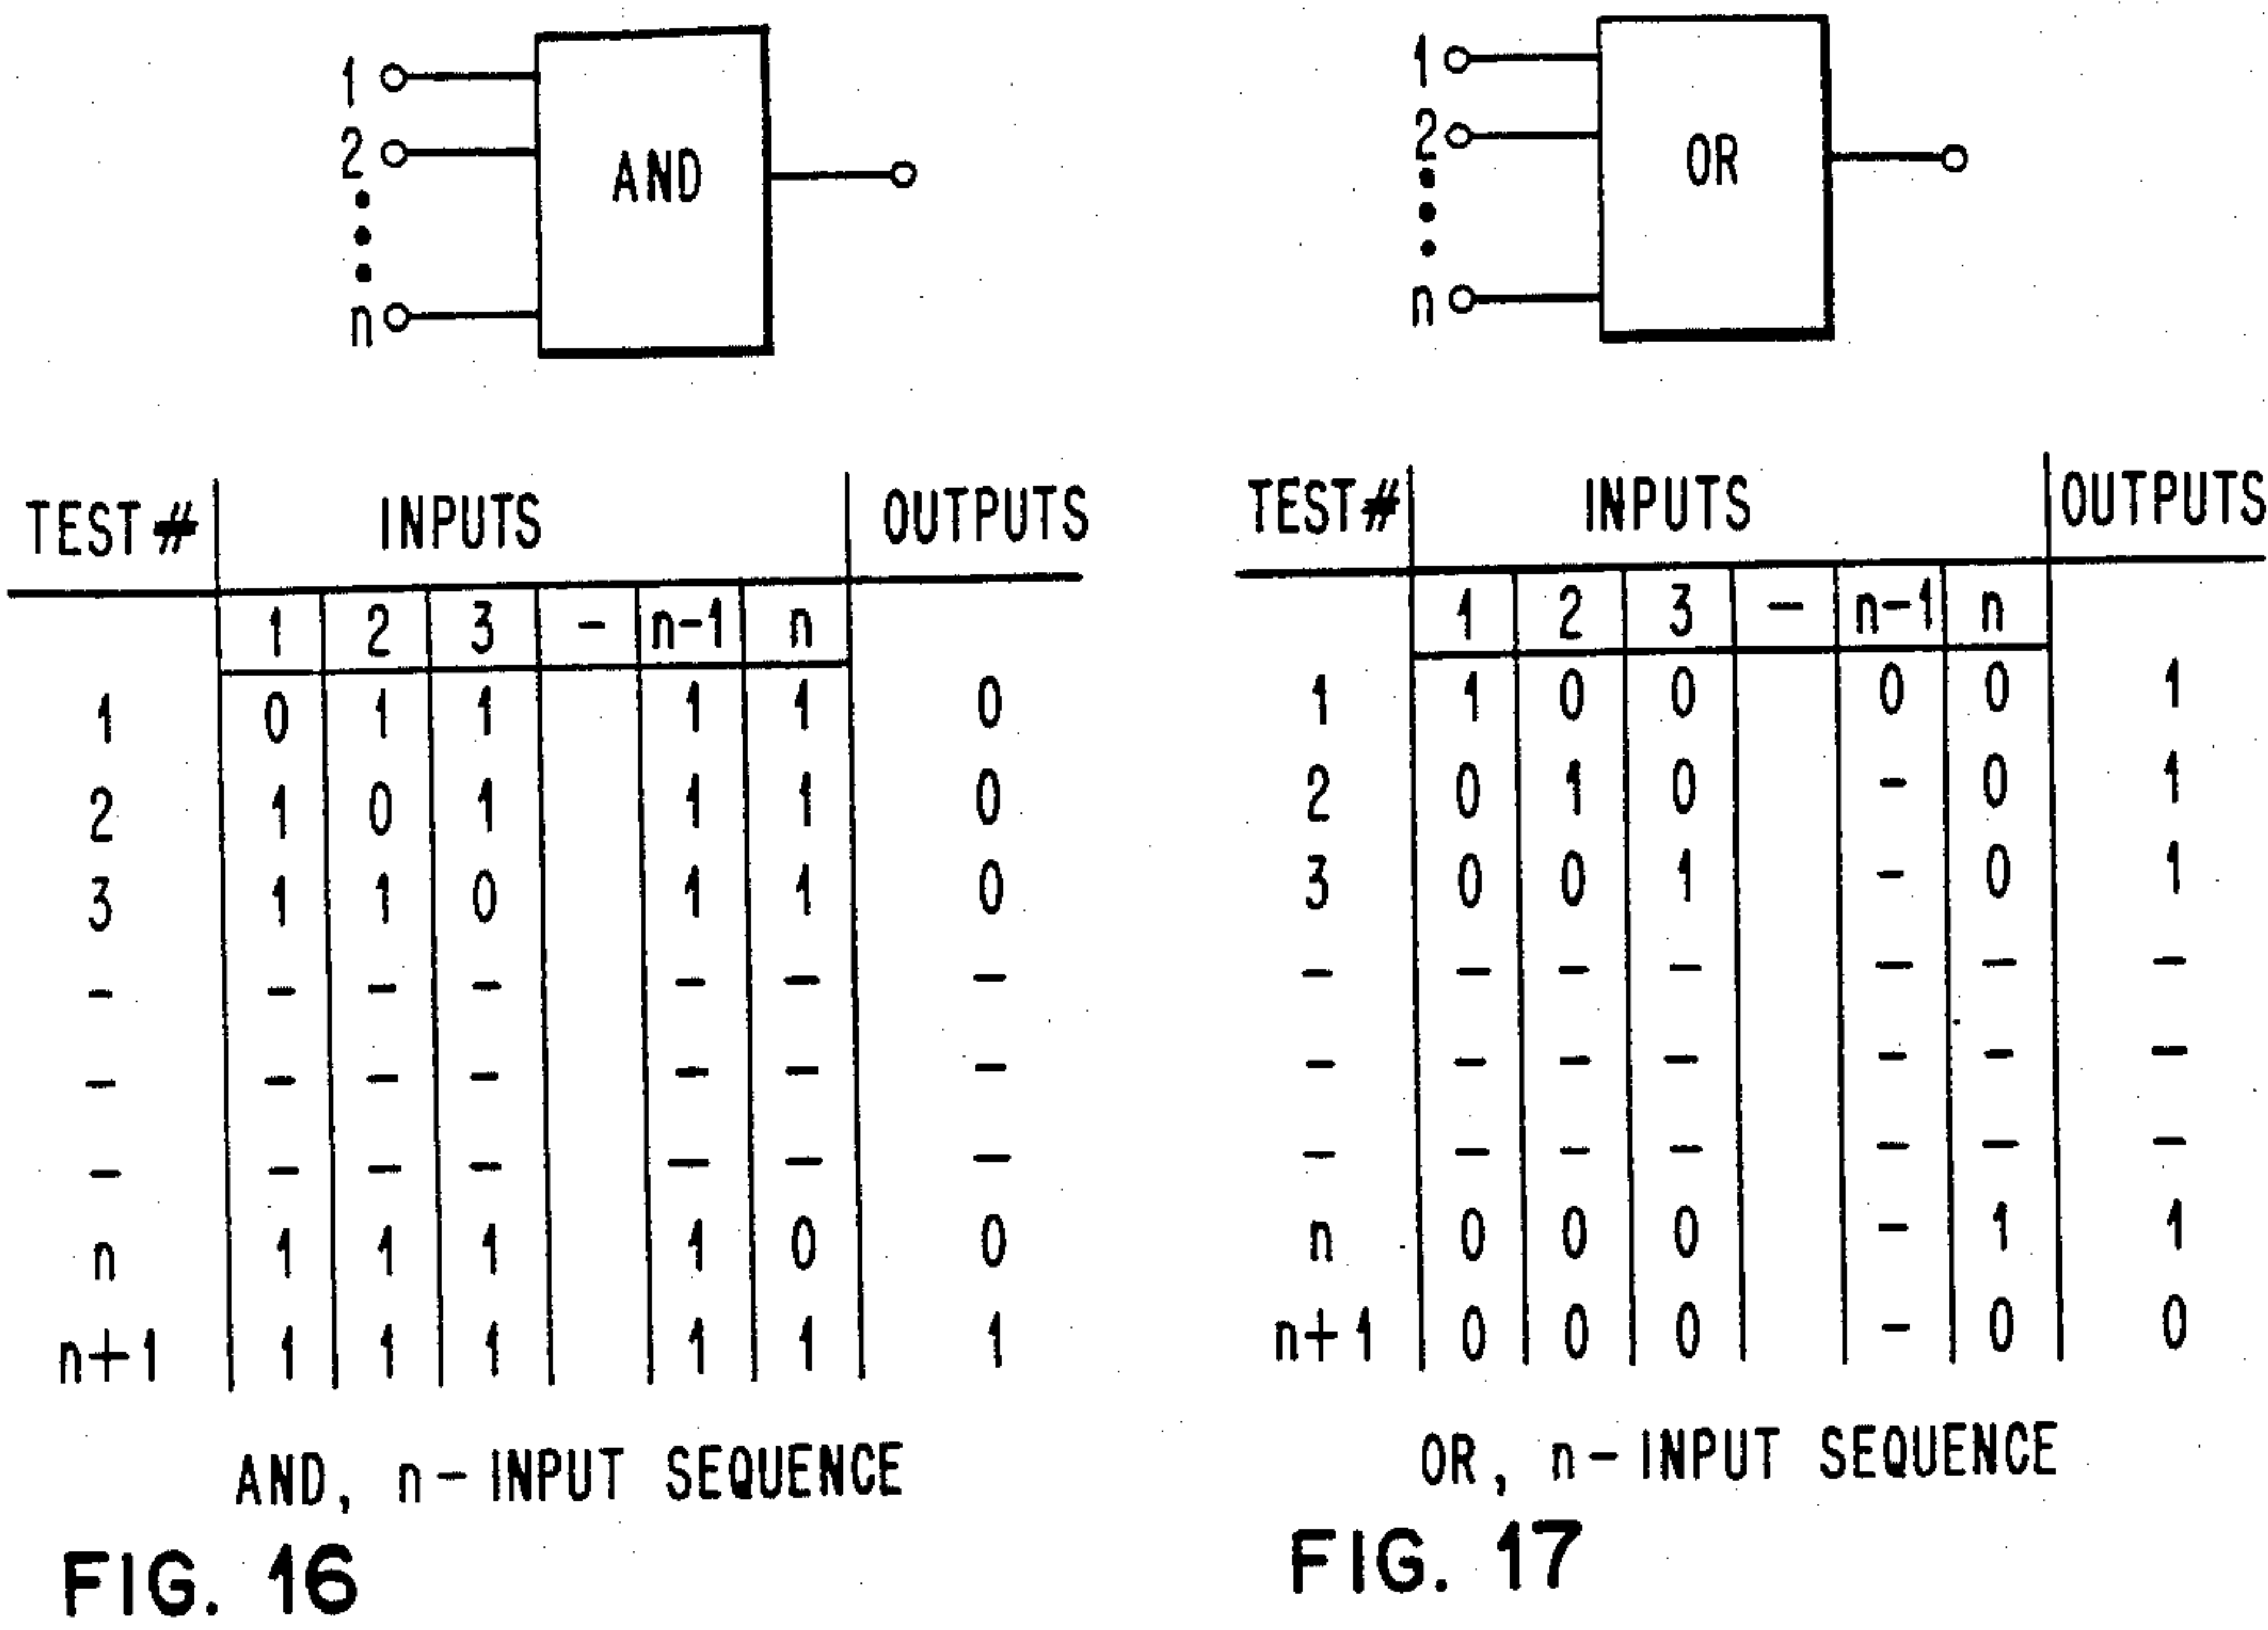 1
2
n
AND
TEST # INPUTS OUTPUTS
1 2 3 - n-1 n
1 0 1 1 1 1 0
2 1 0 1 1 1 0
3 1 1 0 1 1 0
- - - - - - -
- - - - - - -
- - - - - - -
n 1 1 1 1 0 0
n+1 1 1 1 1 1 1
AND, n-INPUT SEQUENCE
FIG. 16
1
2
n
OR
TEST # INPUTS OUTPUTS
1 2 3 - n-1 n
1 1 0 0 0 0 1
2 0 1 0 - 0 1
3 0 0 1 - 0 1
- - - - - - -
- - - - - - -
- - - - - - -
n 0 0 0 - 1 1
n+1 0 0 0 - 0 0
OR, n-INPUT SEQUENCE
FIG. 17